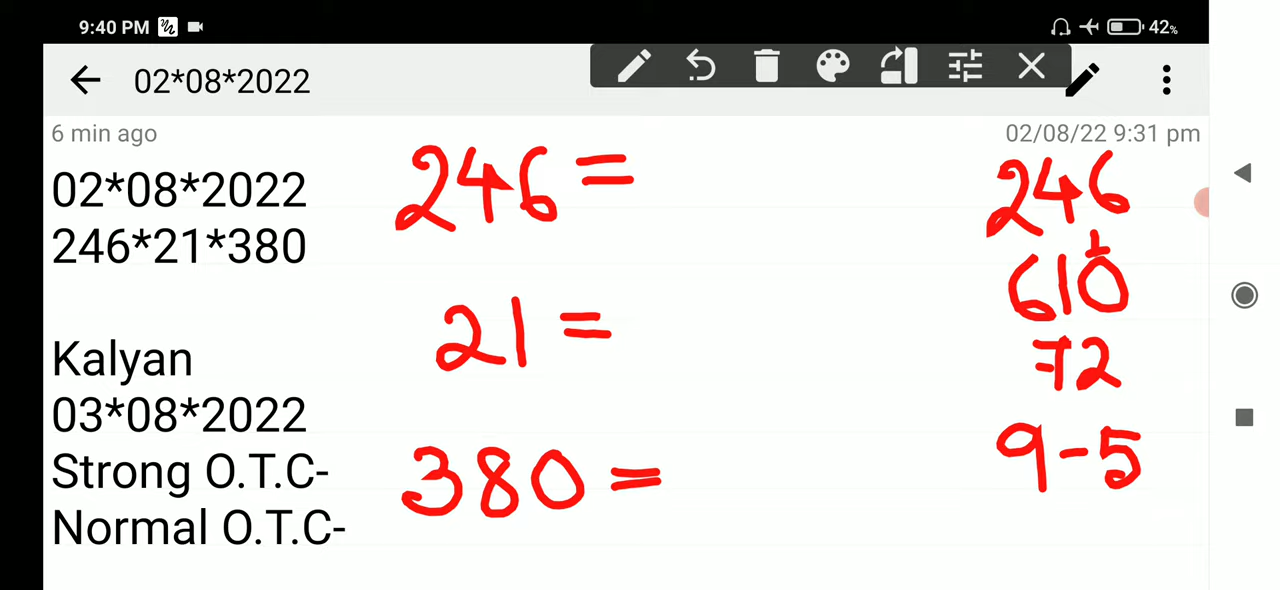 9:40 PM
42%
02*08*2022
6 min ago
02/08/22 9:31 pm
02*08*2022
246*21*380
Kalyan
03*08*2022
Strong O.T.C-
Normal O.T.C-
246=
21=
380=
246
1
610
72
9-5